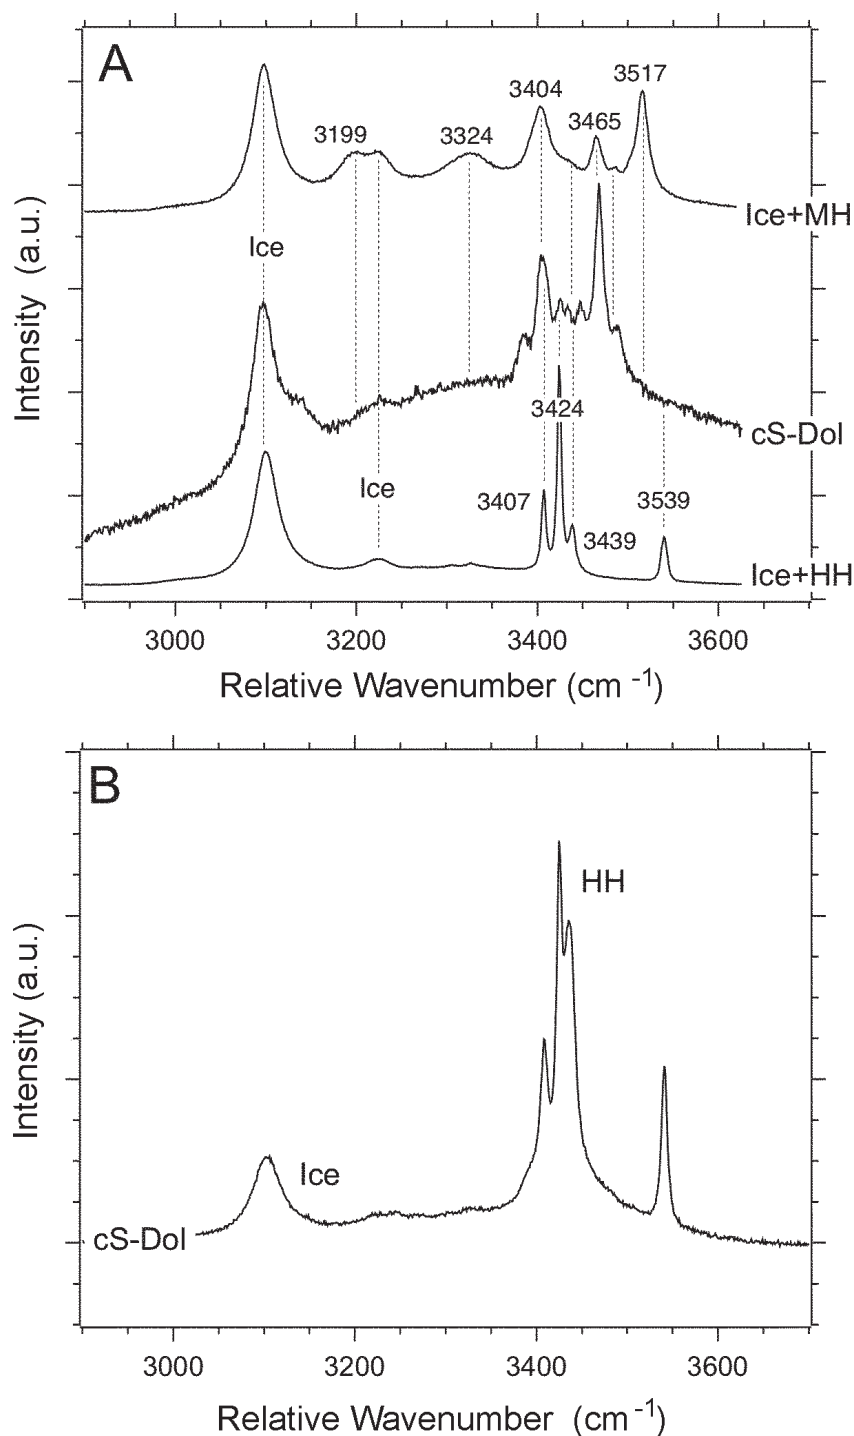 A
3517
3404
3465
3199
3324
Ice+MH
Ice
cS-Dol
3424
Ice
3407
3539
3439
Ice+HH
Intensity (a.u.)
3000 3200 3400 3600
Relative Wavenumber (cm -1)
B
HH
Ice
cS-Dol
Intensity (a.u.)
3000 3200 3400 3600
Relative Wavenumber (cm -1)